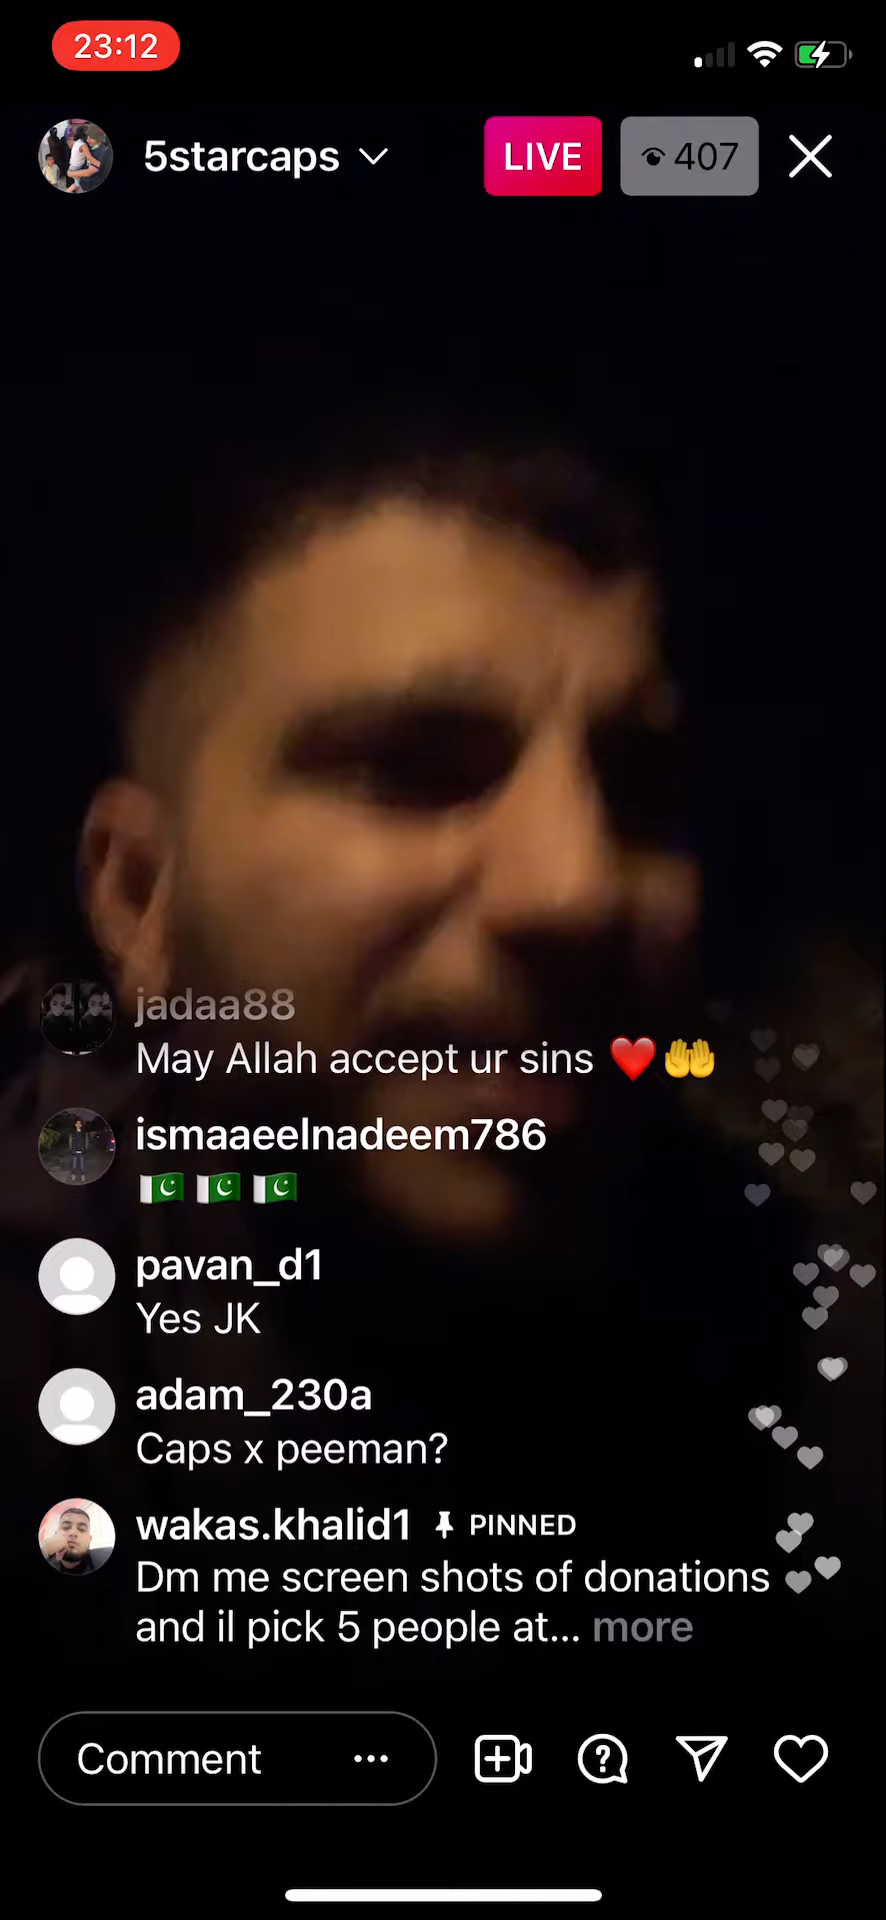 23:12
5starcaps
LIVE
407
jadaa88
May Allah accept ur sins ❤️🤲
ismaaeelnadeem786
🇵🇰 🇵🇰 🇵🇰
pavan_d1
Yes JK
adam_230a
Caps x peeman?
wakas.khalid1 PINNED
Dm me screen shots of donations
and il pick 5 people at... more
Comment